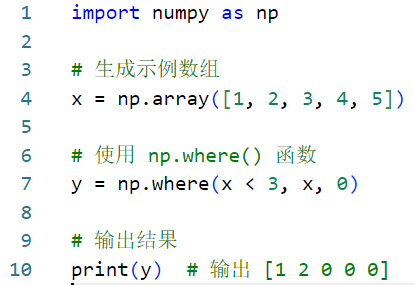 1 import numpy as np
2
3 # 生成示例数组
4 x = np.array([1, 2, 3, 4, 5])
5
6 # 使用 np.where() 函数
7 y = np.where(x < 3, x, 0)
8
9 # 输出结果
10 print(y)  # 输出 [1 2 0 0 0]